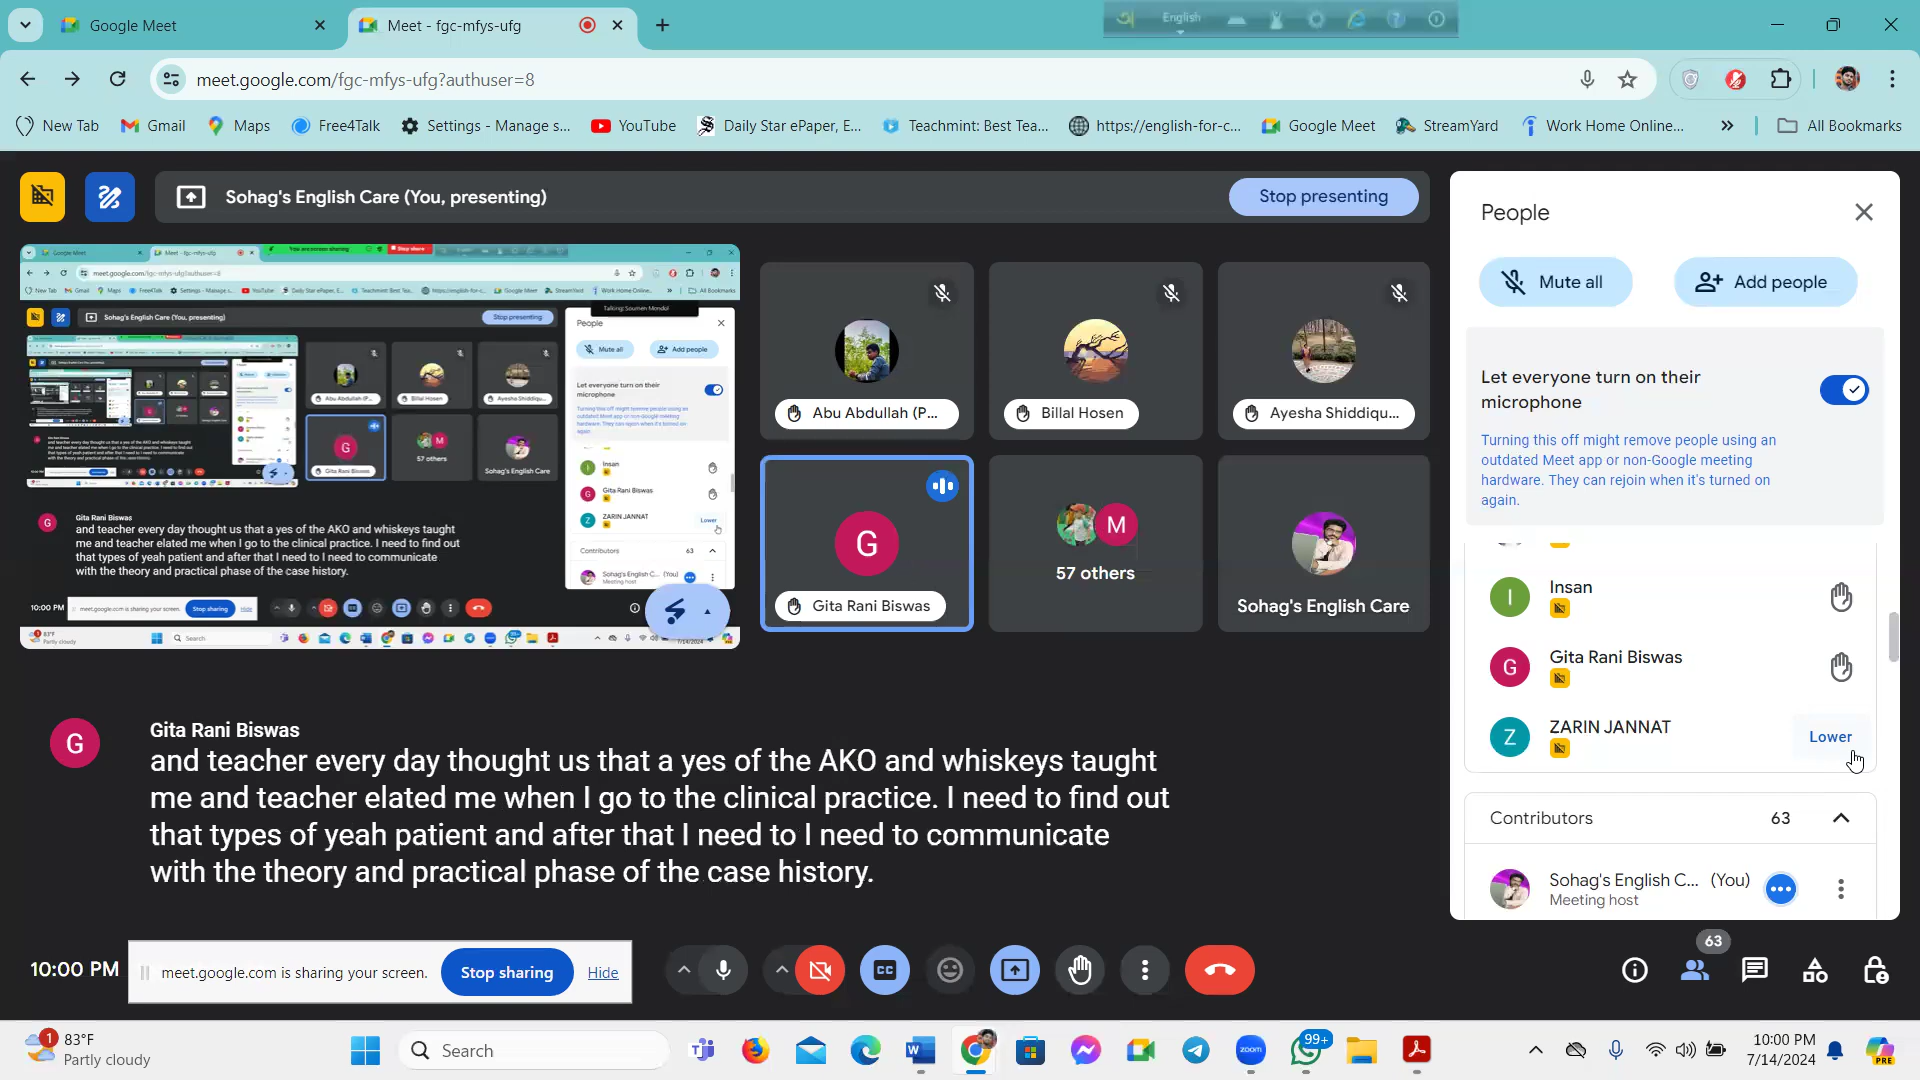 Google Meet
Meet - fgc-mfys-ufg
English
meet.google.com/fgc-mfys-ufg?authuser=8
New Tab
Gmail
Maps
Free4Talk
Settings - Manage s...
YouTube
Daily Star ePaper, E...
Teachmint: Best Tea...
https://english-for-c...
Google Meet
StreamYard
Work Home Online...
All Bookmarks
Sohag's English Care (You, presenting)
Stop presenting
People
Mute all
Add people
Let everyone turn on their
microphone
Turning this off might remove people using an
outdated Meet app or non-Google meeting
hardware. They can rejoin when it's turned on
again.
Abu Abdullah (P...
Billal Hosen
Ayesha Shiddiqu...
G
Gita Rani Biswas
M
57 others
Sohag's English Care
I
Insan
G
Gita Rani Biswas
Z
ZARIN JANNAT
Lower
Contributors
63
Sohag's English C... (You)
Meeting host
G
Gita Rani Biswas
and teacher every day thought us that a yes of the AKO and whiskeys taught
me and teacher elated me when I go to the clinical practice. I need to find out
that types of yeah patient and after that I need to I need to communicate
with the theory and practical phase of the case history.
10:00 PM
meet.google.com is sharing your screen.
Stop sharing
Hide
CC
63
1
83°F
Partly cloudy
Search
zoom
99+
10:00 PM
7/14/2024
PRE